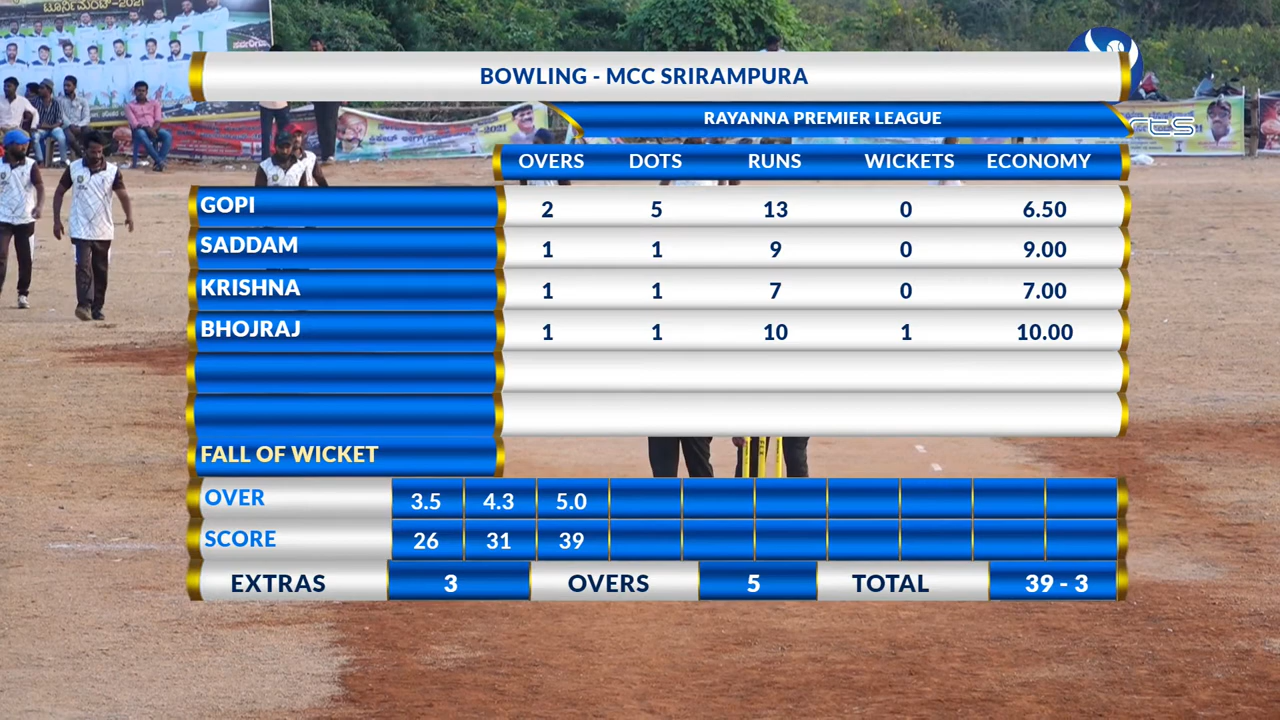 ಟೂರ್ನಿಮೆಂಟ್-2021
BOWLING - MCC SRIRAMPURA
RAYANNA PREMIER LEAGUE
rts
OVERS DOTS RUNS WICKETS ECONOMY
GOPI 2 5 13 0 6.50
SADDAM 1 1 9 0 9.00
KRISHNA 1 1 7 0 7.00
BHOJRAJ 1 1 10 1 10.00
FALL OF WICKET
OVER 3.5 4.3 5.0
SCORE 26 31 39
EXTRAS 3 OVERS 5 TOTAL 39 - 3